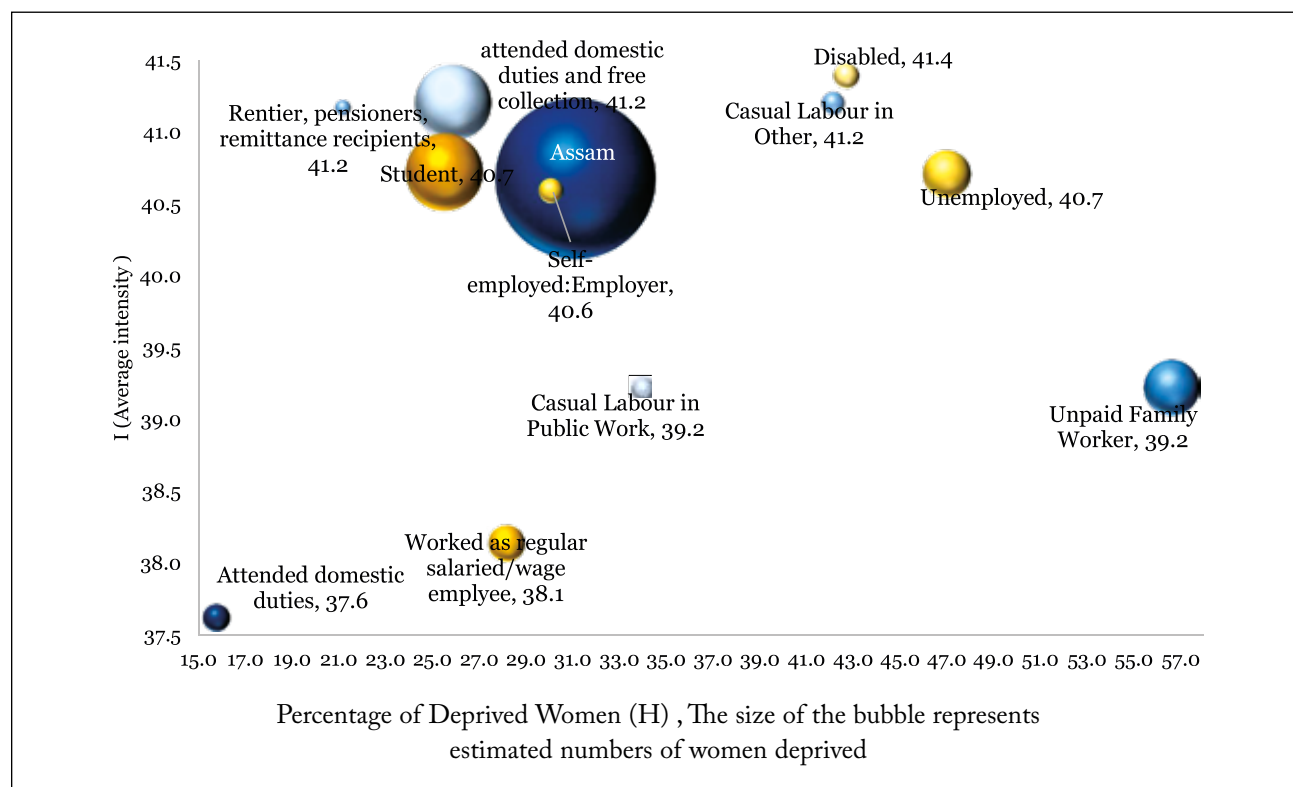 41.5
41.0
40.5
40.0
39.5
39.0
38.5
38.0
37.5
I (Average intensity )
attended domestic
duties and free
collection, 41.2
Disabled, 41.4
Rentier, pensioners,
remittance recipients,
41.2
Casual Labour in
Other, 41.2
Assam
Student, 40.7
Unemployed, 40.7
Self-
employed:Employer,
40.6
Casual Labour in
Public Work, 39.2
Unpaid Family
Worker, 39.2
Worked as regular
salaried/wage
emplyee, 38.1
Attended domestic
duties, 37.6
15.0 17.0 19.0 21.0 23.0 25.0 27.0 29.0 31.0 33.0 35.0 37.0 39.0 41.0 43.0 45.0 47.0 49.0 51.0 53.0 55.0 57.0
Percentage of Deprived Women (H) , The size of the bubble represents
estimated numbers of women deprived